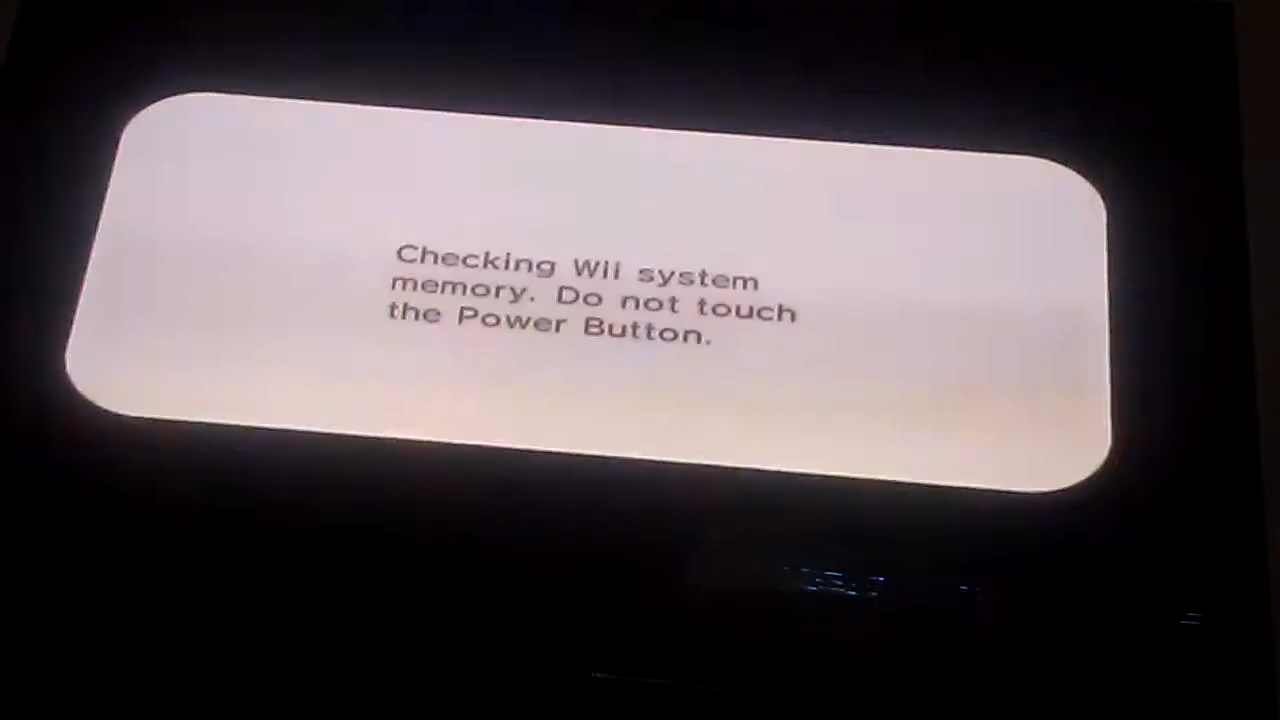 Checking Wii system
memory. Do not touch
the Power Button.